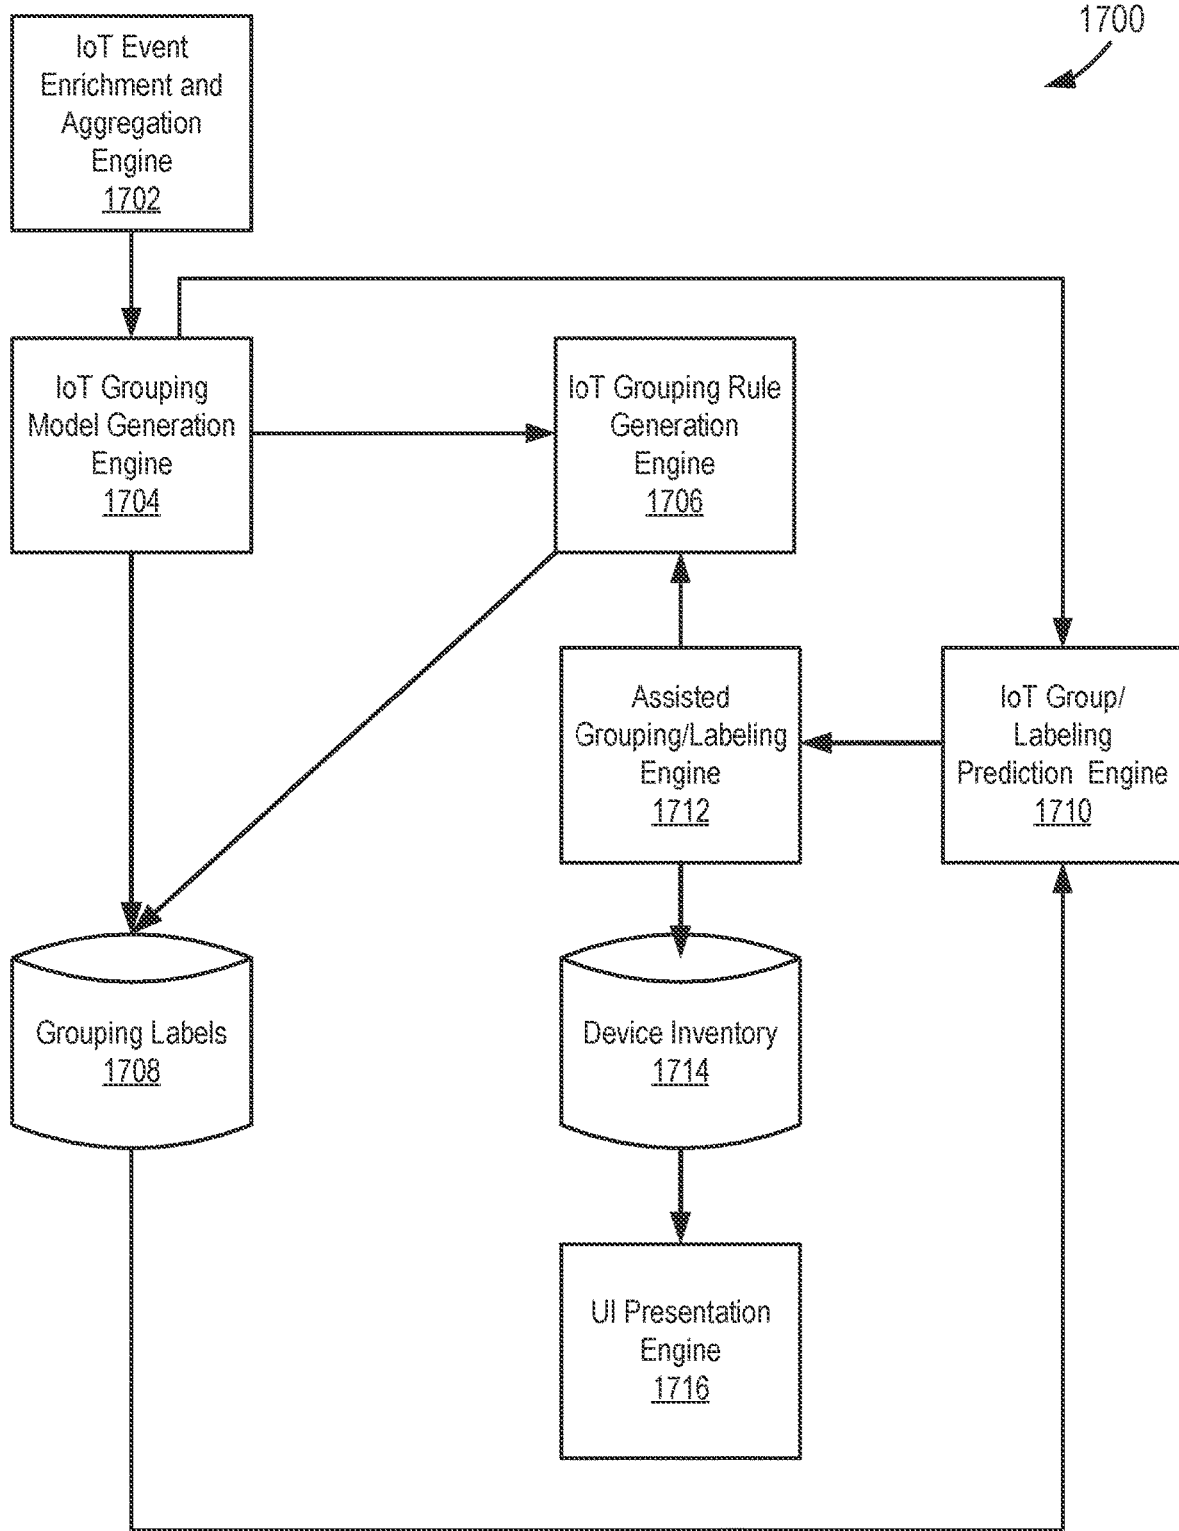 1700
IoT Event
Enrichment and
Aggregation
Engine
1702
IoT Grouping
Model Generation
Engine
1704
IoT Grouping Rule
Generation
Engine
1706
Assisted
Grouping/Labeling
Engine
1712
IoT Group/
Labeling
Prediction Engine
1710
Grouping Labels
1708
Device Inventory
1714
UI Presentation
Engine
1716